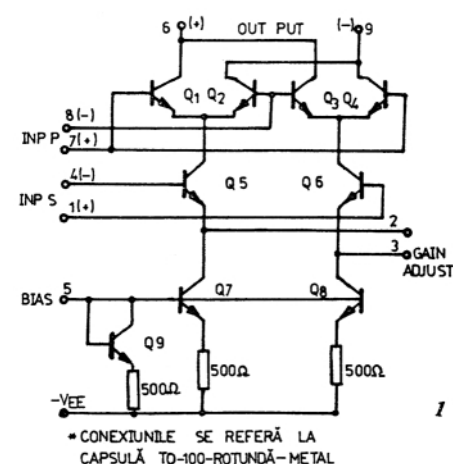 6 (+) OUT PUT (-) 9
Q1 Q2 Q3 Q4
8(-)
INP P 7(+)
4(-) Q5 Q6
INP S
1(+)
2
3 GAIN
ADJUST
BIAS 5 Q7 Q8
Q9
500Ω 500Ω 500Ω
-VEE
1
* CONEXIUNILE SE REFERĂ LA
CAPSULĂ TO-100-ROTUNDĂ-METAL